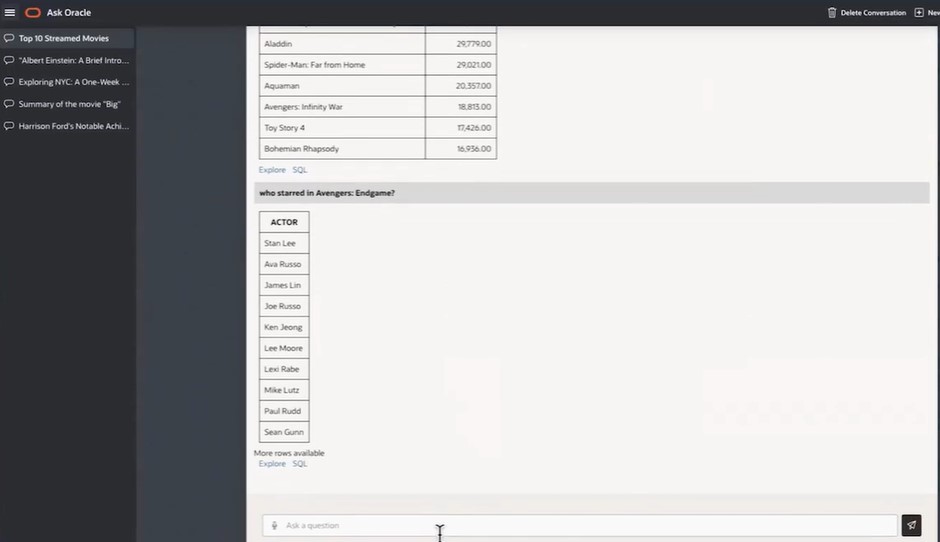 Ask Oracle
Delete Conversation
New
Top 10 Streamed Movies
"Albert Einstein: A Brief Intro...
Exploring NYC: A One-Week ...
Summary of the movie "Big"
Harrison Ford's Notable Achi...
Aladdin 29,779.00
Spider-Man: Far from Home 29,021.00
Aquaman 20,357.00
Avengers: Infinity War 18,813.00
Toy Story 4 17,426.00
Bohemian Rhapsody 16,936.00
Explore SQL
who starred in Avengers: Endgame?
ACTOR
Stan Lee
Ava Russo
James Lin
Joe Russo
Ken Jeong
Lee Moore
Lexi Rabe
Mike Lutz
Paul Rudd
Sean Gunn
More rows available
Explore SQL
Ask a question